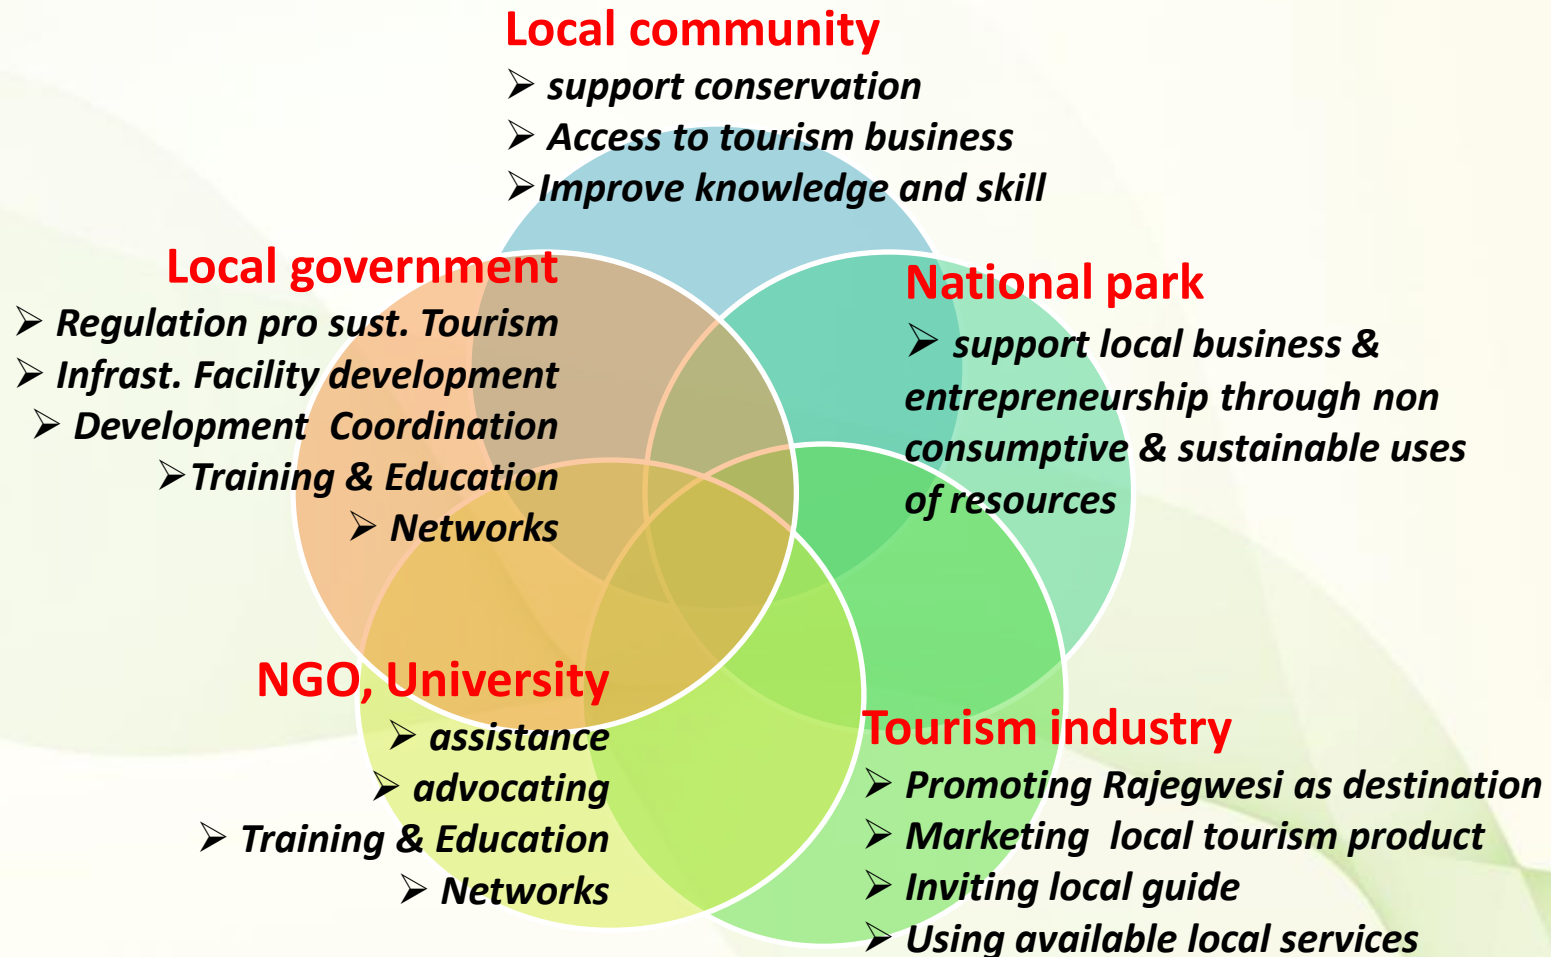 Local community
➢ support conservation
➢ Access to tourism business
➢Improve knowledge and skill
Local government
➢ Regulation pro sust. Tourism
➢ Infrast. Facility development
➢ Development  Coordination
➢Training & Education
➢ Networks
National park
➢ support local business &
entrepreneurship through non
consumptive & sustainable uses
of resources
NGO, University
➢ assistance
➢ advocating
➢ Training & Education
➢ Networks
Tourism industry
➢ Promoting Rajegwesi as destination
➢ Marketing  local tourism product
➢ Inviting local guide
➢ Using available local services